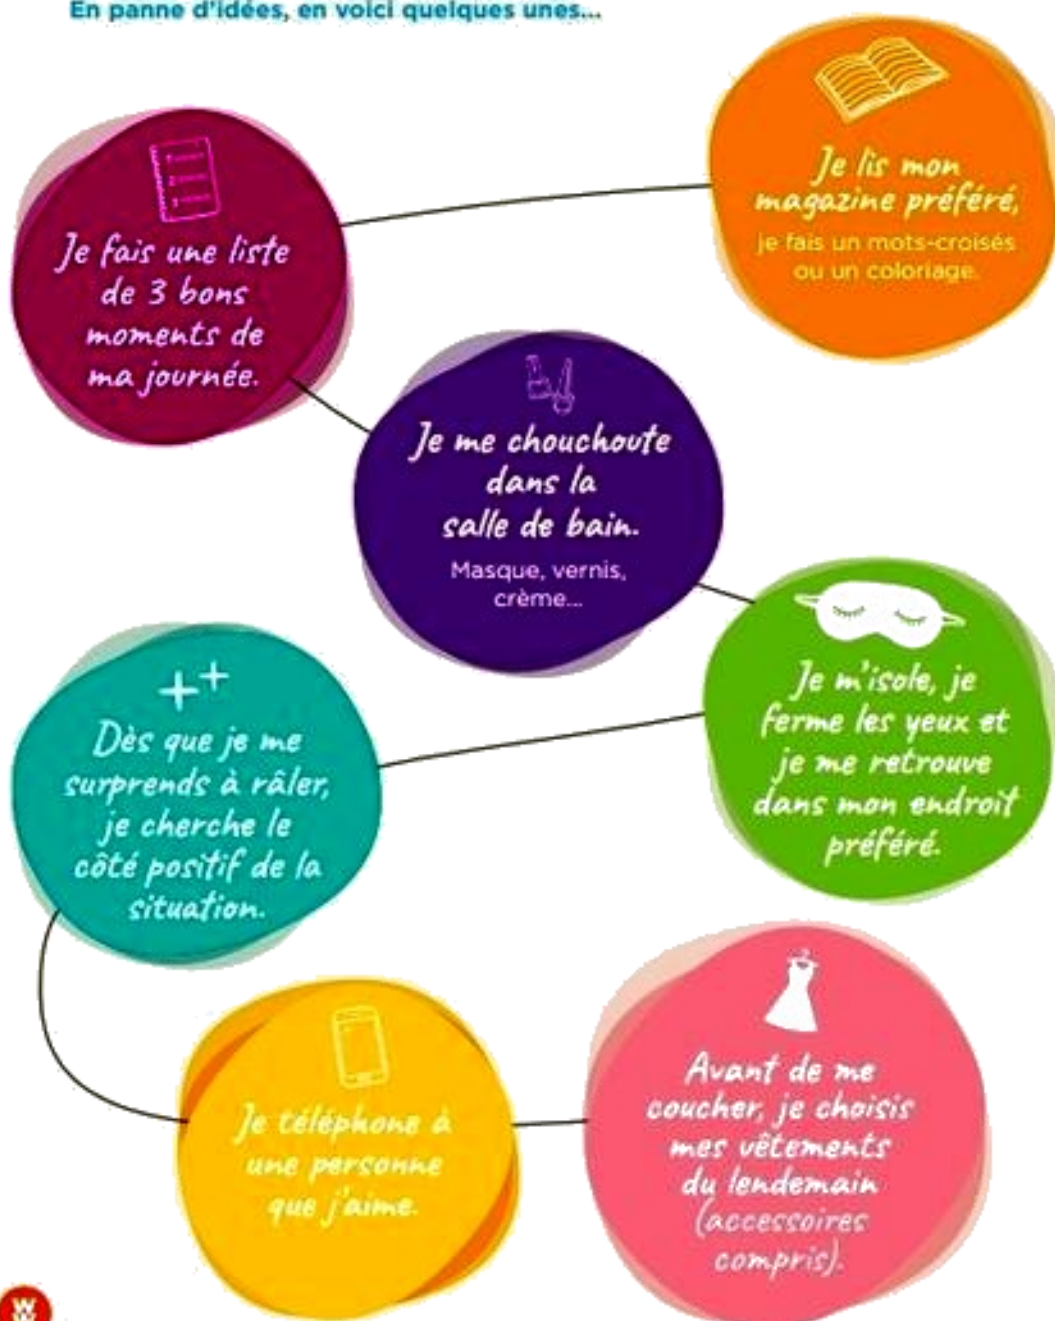 En panne d'idées, en voici quelques unes...
Je lis mon
magazine préféré,
je fais un mots-croisés
ou un coloriage.
Je fais une liste
de 3 bons
moments de
ma journée.
Je me chouchoute
dans la
salle de bain.
Masque, vernis,
crème...
Je m'isole, je
ferme les yeux et
je me retrouve
dans mon endroit
préféré.
Dès que je me
surprends à râler,
je cherche le
côté positif de la
situation.
Je téléphone à
une personne
que j'aime.
Avant de me
coucher, je choisis
mes vêtements
du lendemain
(accessoires
compris).
W
W